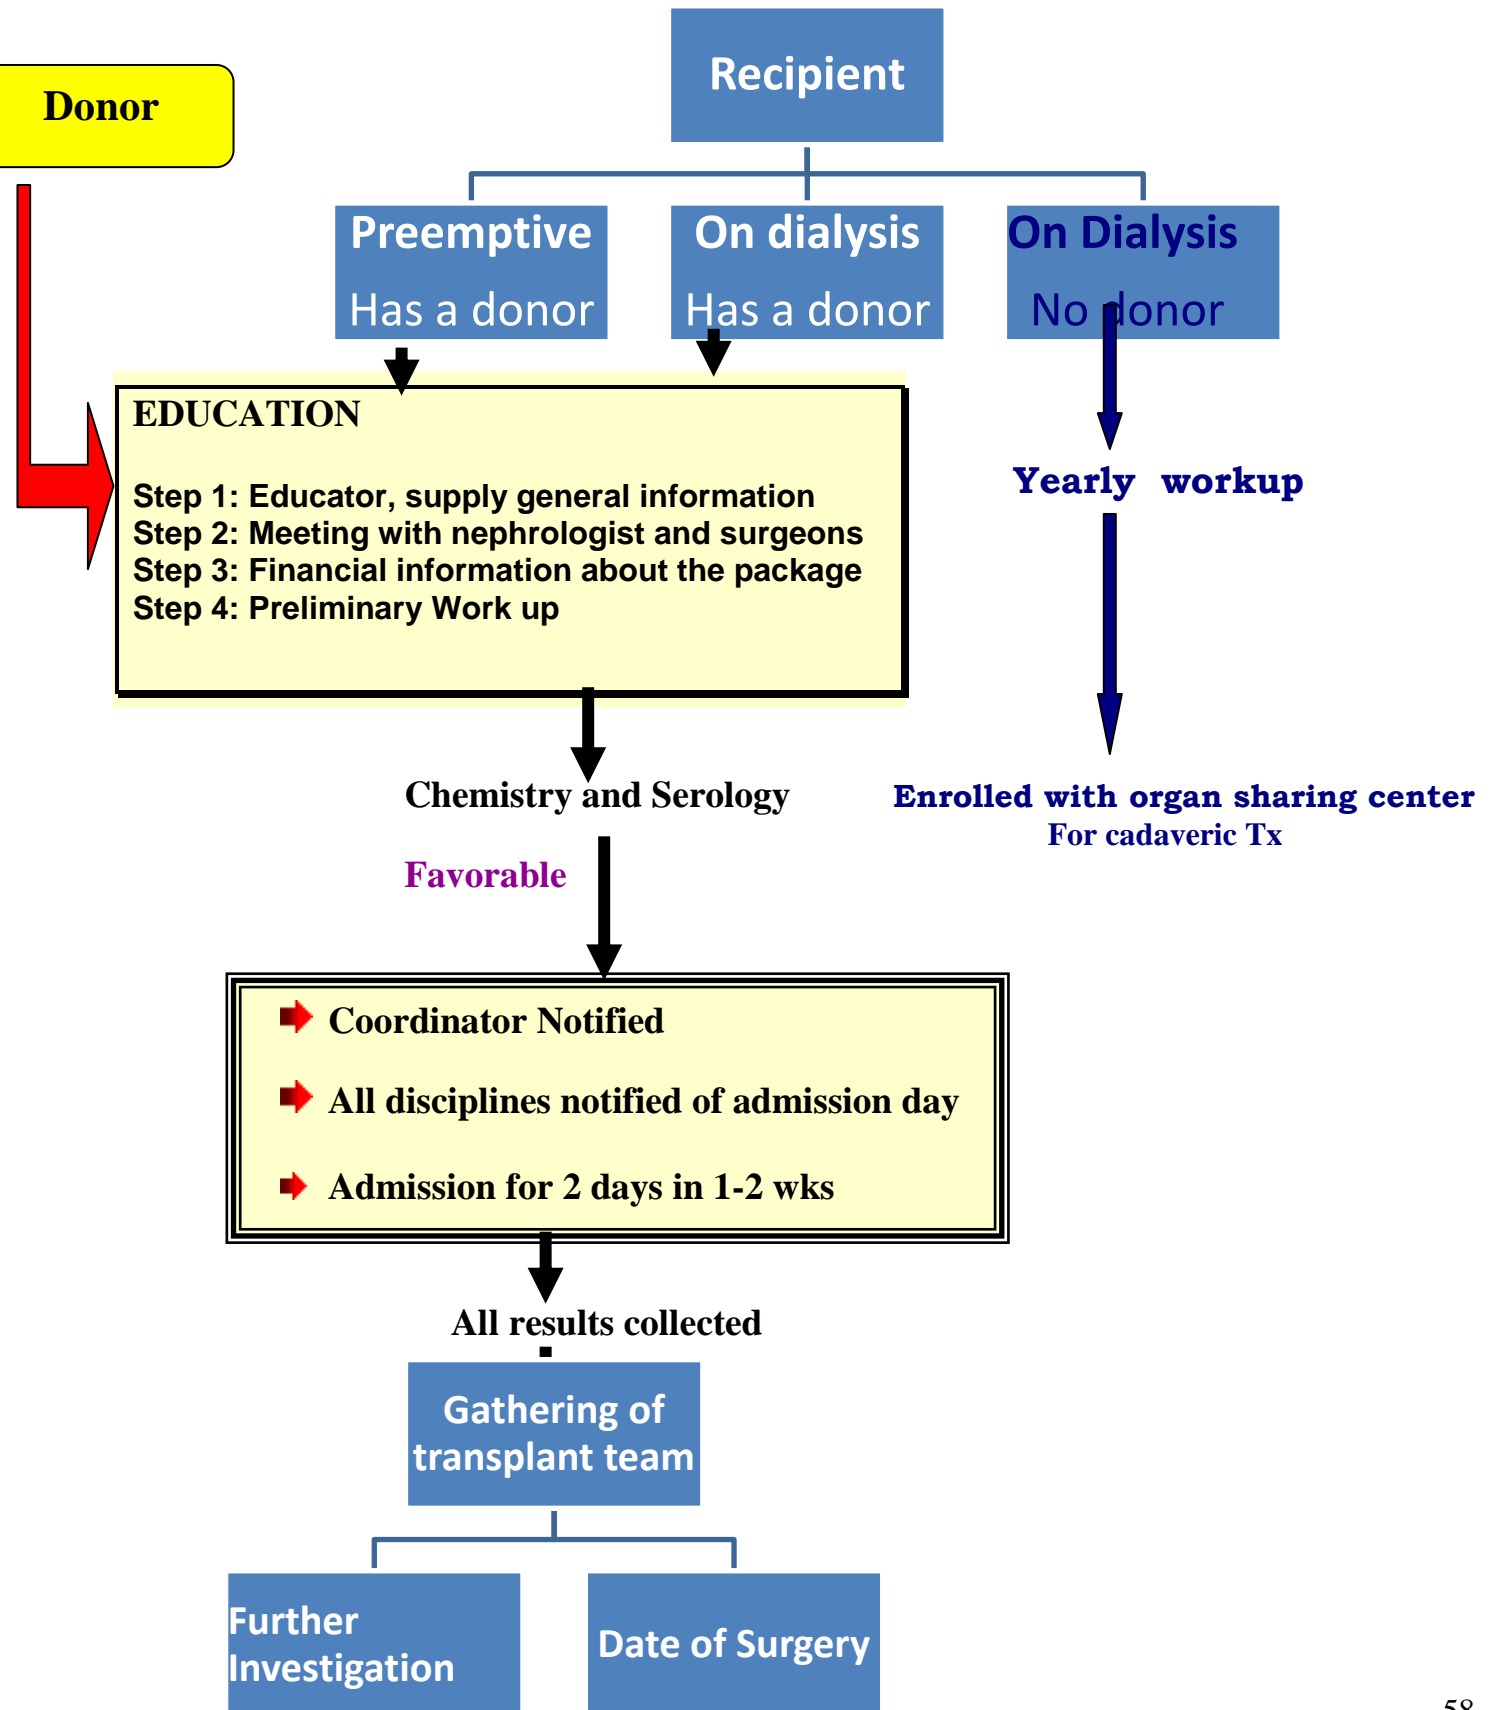 Recipient
Donor
Preemptive
Has a donor
On dialysis
Has a donor
On Dialysis
No donor
EDUCATION
Step 1: Educator, supply general information
Step 2: Meeting with nephrologist and surgeons
Step 3: Financial information about the package
Step 4: Preliminary Work up
Yearly workup
Chemistry and Serology
Enrolled with organ sharing center
For cadaveric Tx
Favorable
Coordinator Notified
All disciplines notified of admission day
Admission for 2 days in 1-2 wks
All results collected
Gathering of
transplant team
Further
Investigation
Date of Surgery
58